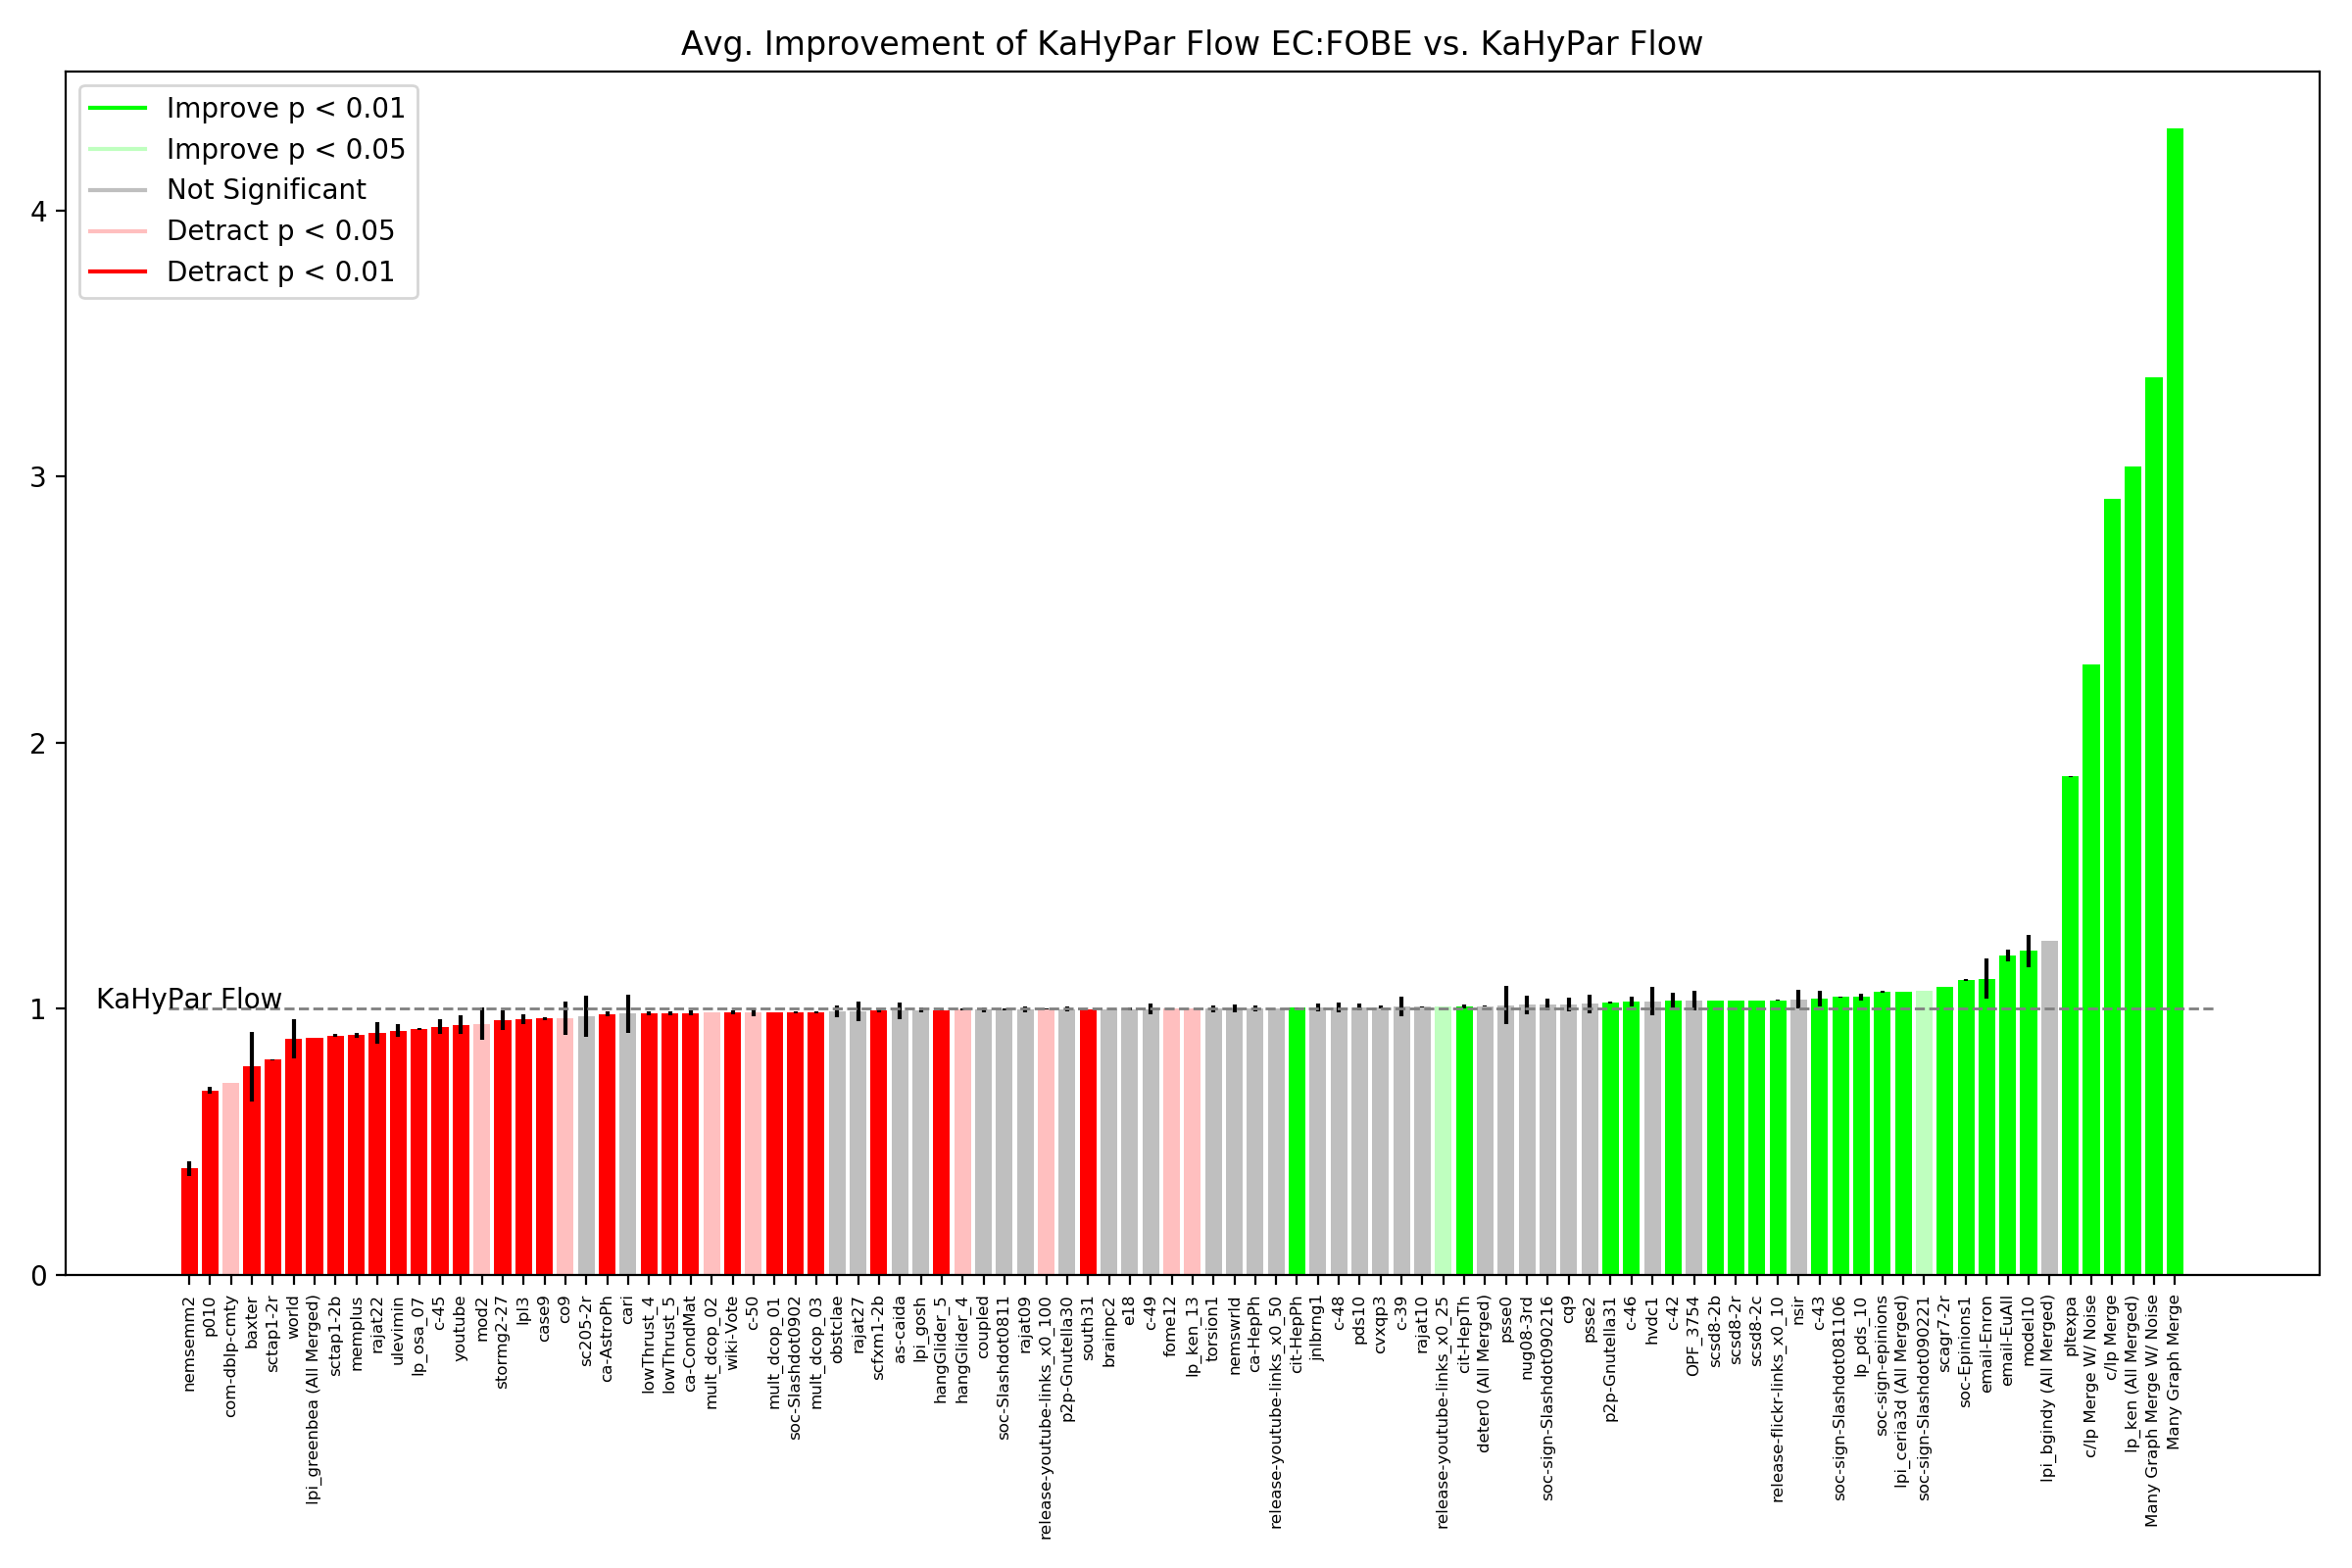 Avg. Improvement of KaHyPar Flow EC:FOBE vs. KaHyPar Flow
Improve p < 0.01
Improve p < 0.05
Not Significant
Detract p < 0.05
Detract p < 0.01
4
3
2
1
0
KaHyPar Flow
nemsemm2
p010
com-dblp-cmty
baxter
sctap1-2r
world
lpi_greenbea (All Merged)
sctap1-2b
memplus
rajat22
ulevimin
lp_osa_07
c-45
youtube
mod2
stormg2-27
lpl3
case9
co9
sc205-2r
ca-AstroPh
cari
lowThrust_4
lowThrust_5
ca-CondMat
mult_dcop_02
wiki-Vote
c-50
mult_dcop_01
soc-Slashdot0902
mult_dcop_03
obstclae
rajat27
scfxm1-2b
as-caida
lpi_gosh
hangGlider_5
hangGlider_4
coupled
soc-Slashdot0811
rajat09
release-youtube-links_x0_100
p2p-Gnutella30
south31
brainpc2
e18
c-49
fome12
lp_ken_13
torsion1
nemswrld
ca-HepPh
release-youtube-links_x0_50
cit-HepPh
jnlbrng1
c-48
pds10
cvxqp3
c-39
rajat10
release-youtube-links_x0_25
cit-HepTh
deter0 (All Merged)
psse0
nug08-3rd
soc-sign-Slashdot090216
cq9
psse2
p2p-Gnutella31
c-46
hvdc1
c-42
OPF_3754
scsd8-2b
scsd8-2r
scsd8-2c
release-flickr-links_x0_10
nsir
c-43
soc-sign-Slashdot081106
lp_pds_10
soc-sign-epinions
lpi_ceria3d (All Merged)
soc-sign-Slashdot090221
scagr7-2r
soc-Epinions1
email-Enron
email-EuAll
model10
lpi_bgindy (All Merged)
pltexpa
c/lp Merge W/ Noise
c/lp Merge
lp_ken (All Merged)
Many Graph Merge W/ Noise
Many Graph Merge